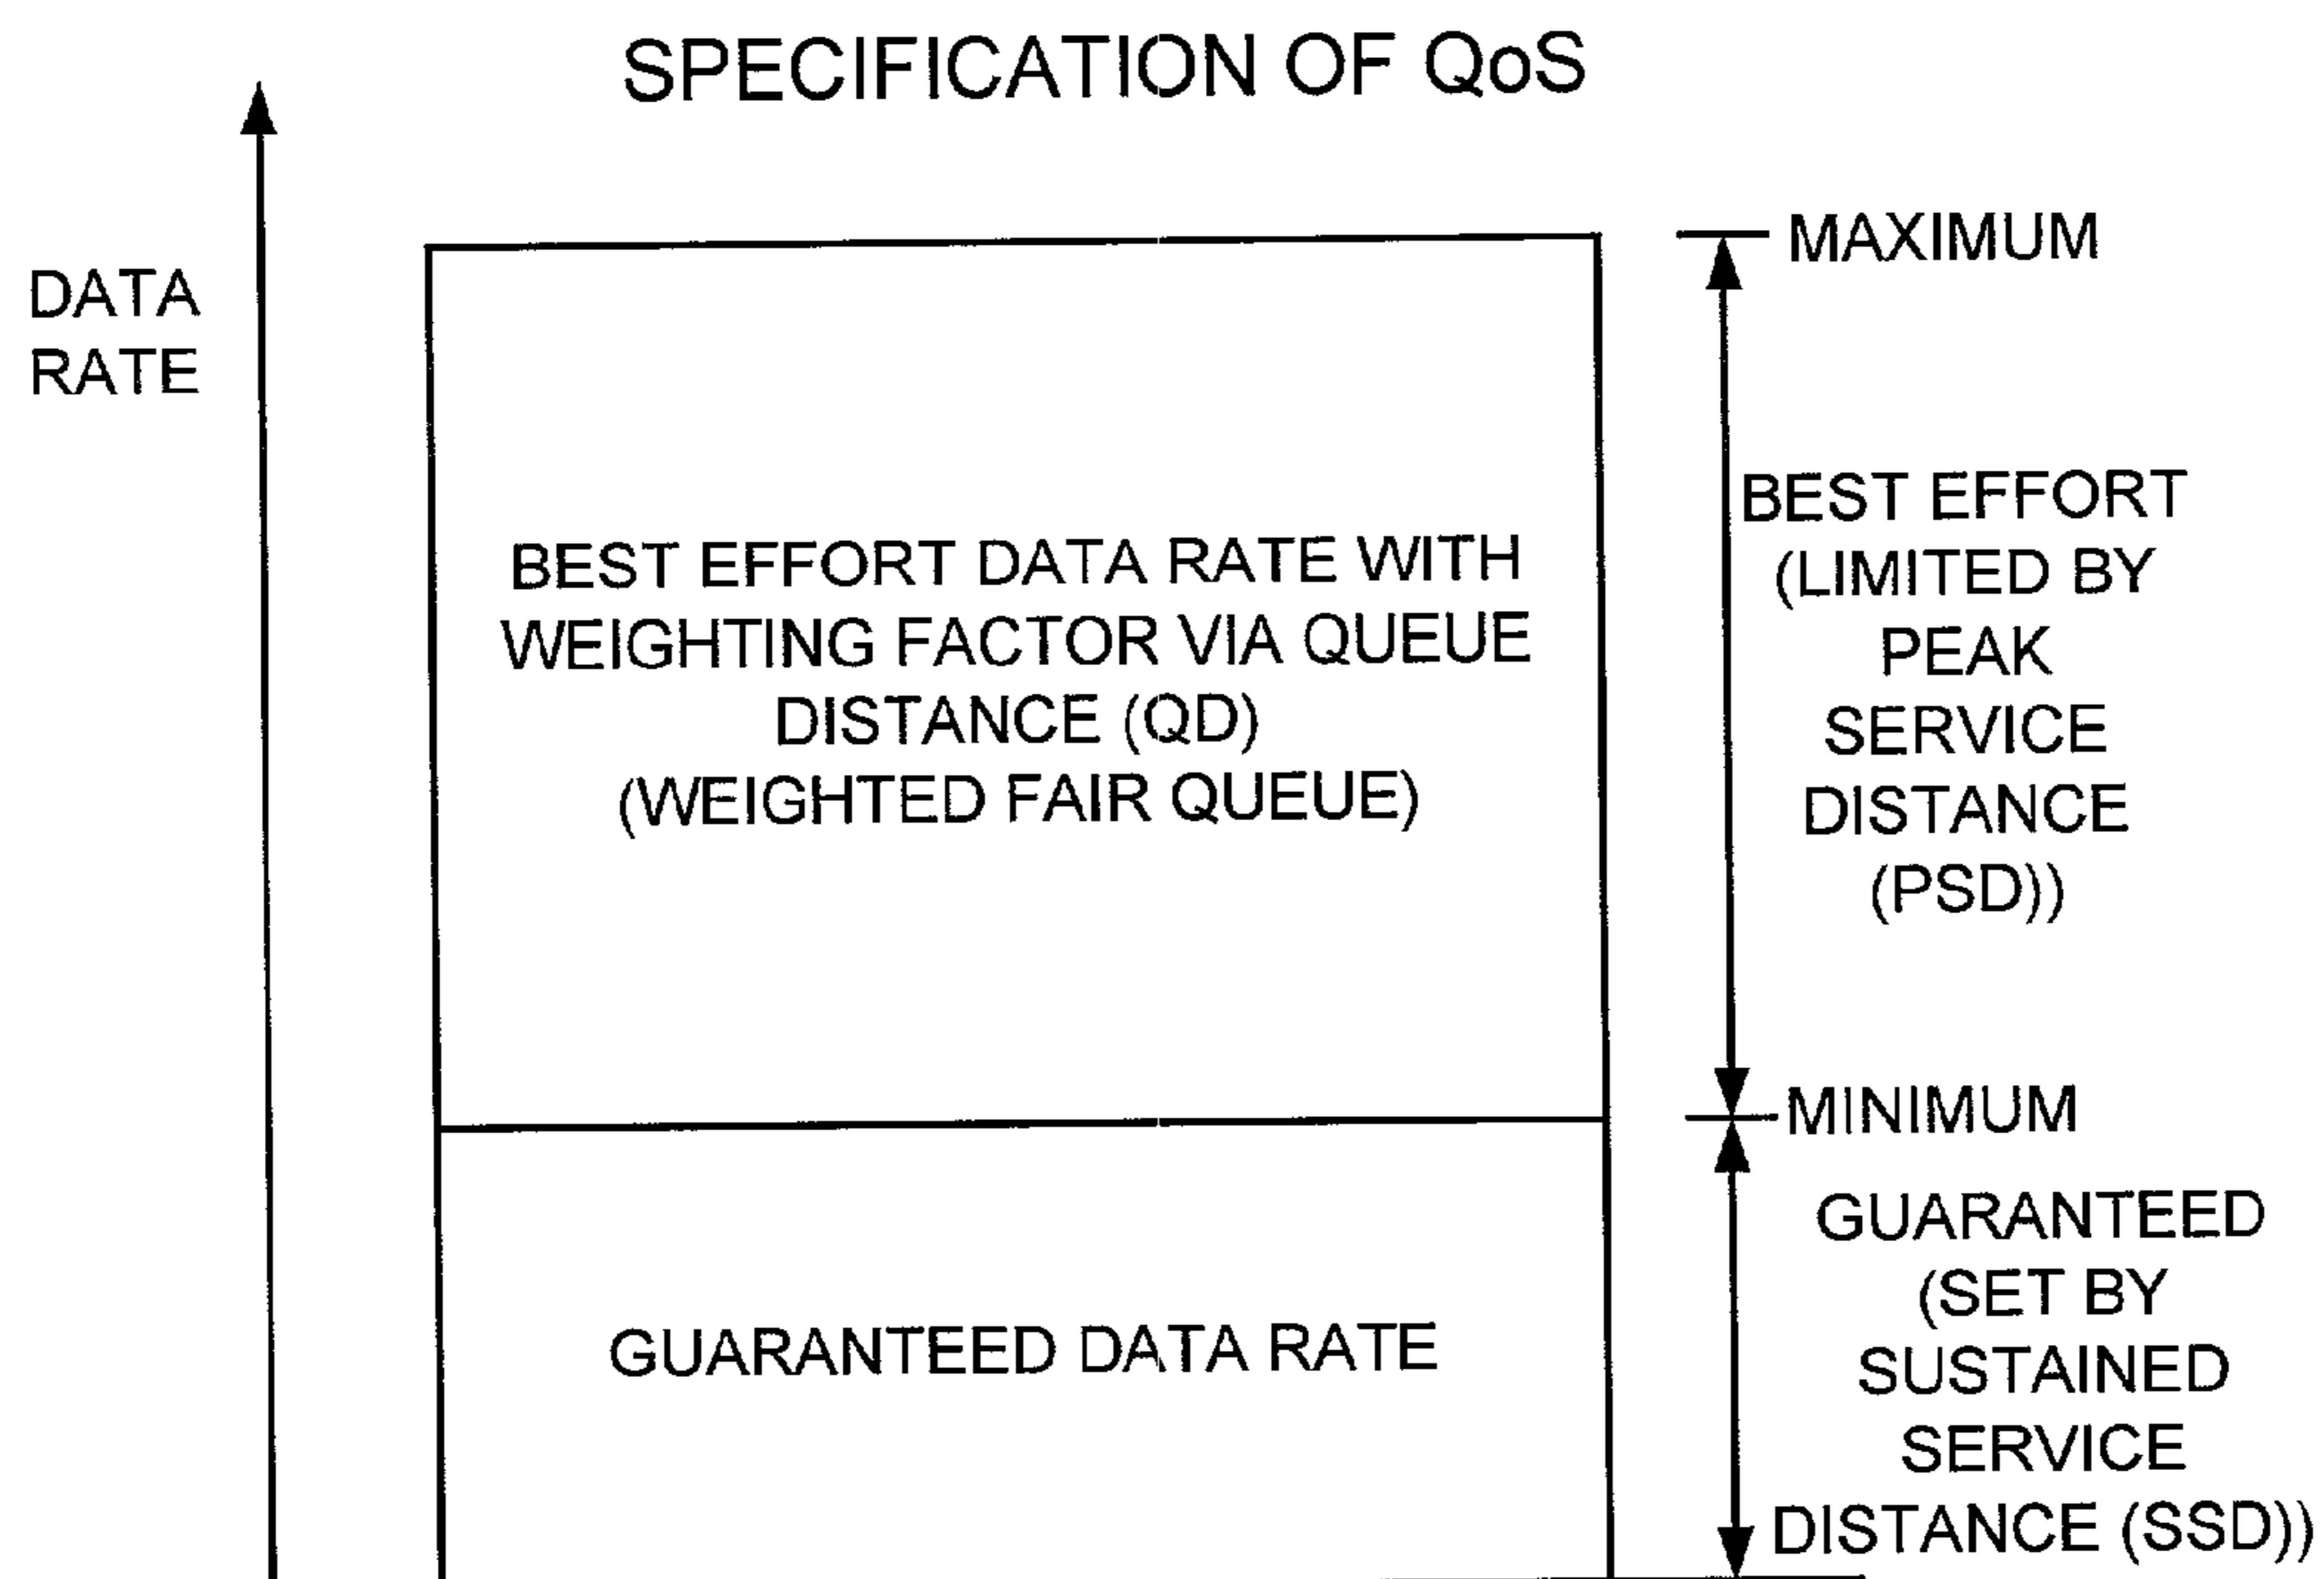 SPECIFICATION OF QoS
DATA
RATE
MAXIMUM
BEST EFFORT DATA RATE WITH
WEIGHTING FACTOR VIA QUEUE
DISTANCE (QD)
(WEIGHTED FAIR QUEUE)
BEST EFFORT
(LIMITED BY
PEAK
SERVICE
DISTANCE
(PSD))
MINIMUM
GUARANTEED DATA RATE
GUARANTEED
(SET BY
SUSTAINED
SERVICE
DISTANCE (SSD))